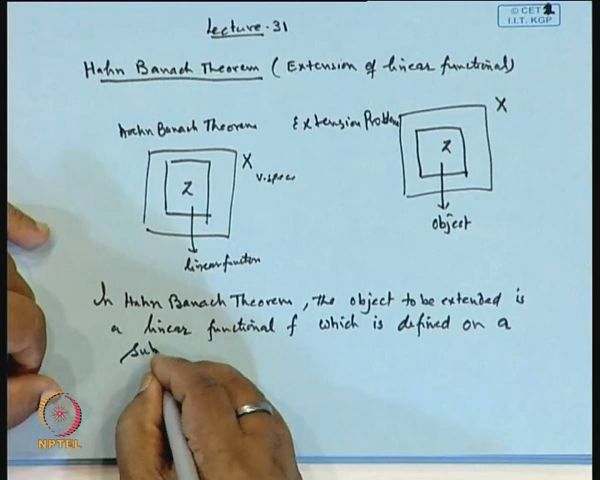 Lecture-31
© CET
I.I.T. KGP
Hahn Banach Theorem (Extension of linear functional)
Hahn Banach Theorem
Extension Problem
X
Z
object
X
V. space
Z
linear function
In Hahn Banach Theorem, the object to be extended is
a linear functional f which is defined on a
Sub
NPTEL